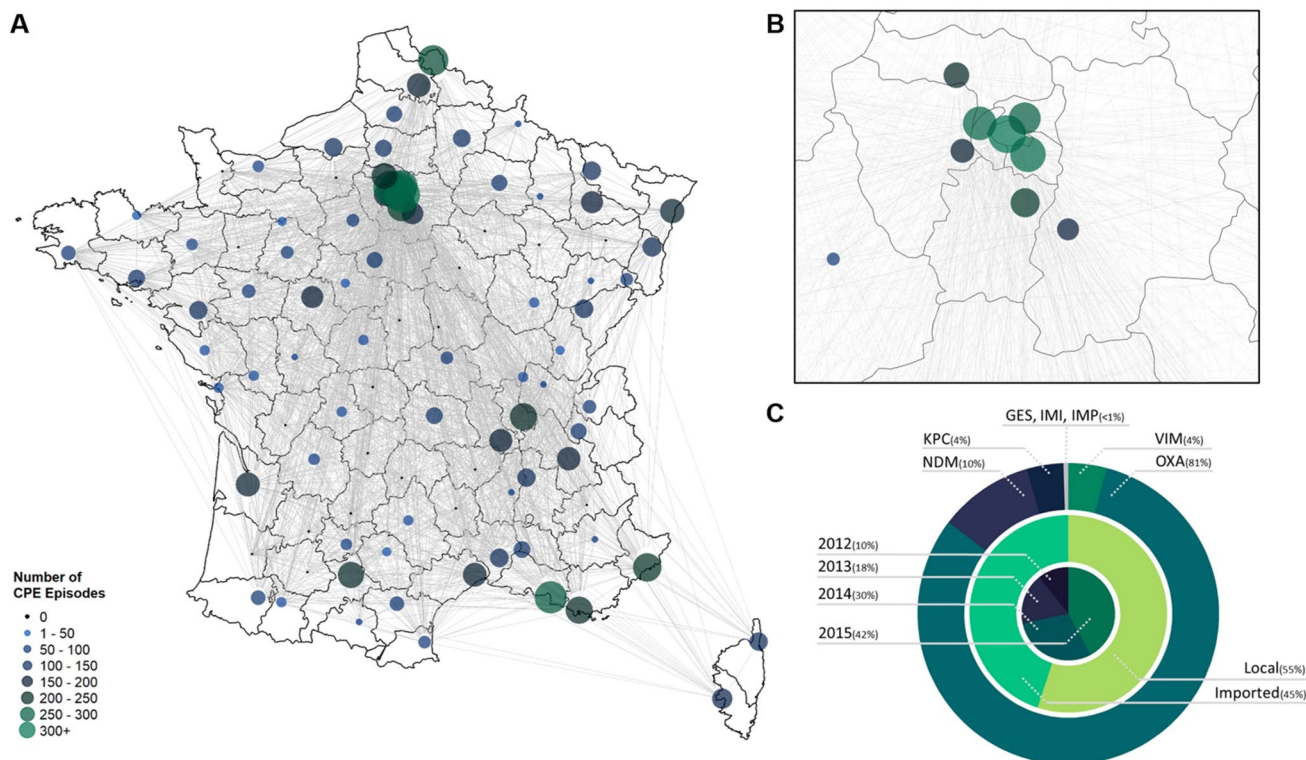 A
B
Number of
CPE Episodes
0
1 - 50
50 - 100
100 - 150
150 - 200
200 - 250
250 - 300
300+
C
GES, IMI, IMP(<1%)
KPC(4%)
VIM(4%)
NDM(10%)
OXA(81%)
2012(10%)
2013(18%)
2014(30%)
2015(42%)
Local(55%)
Imported(45%)